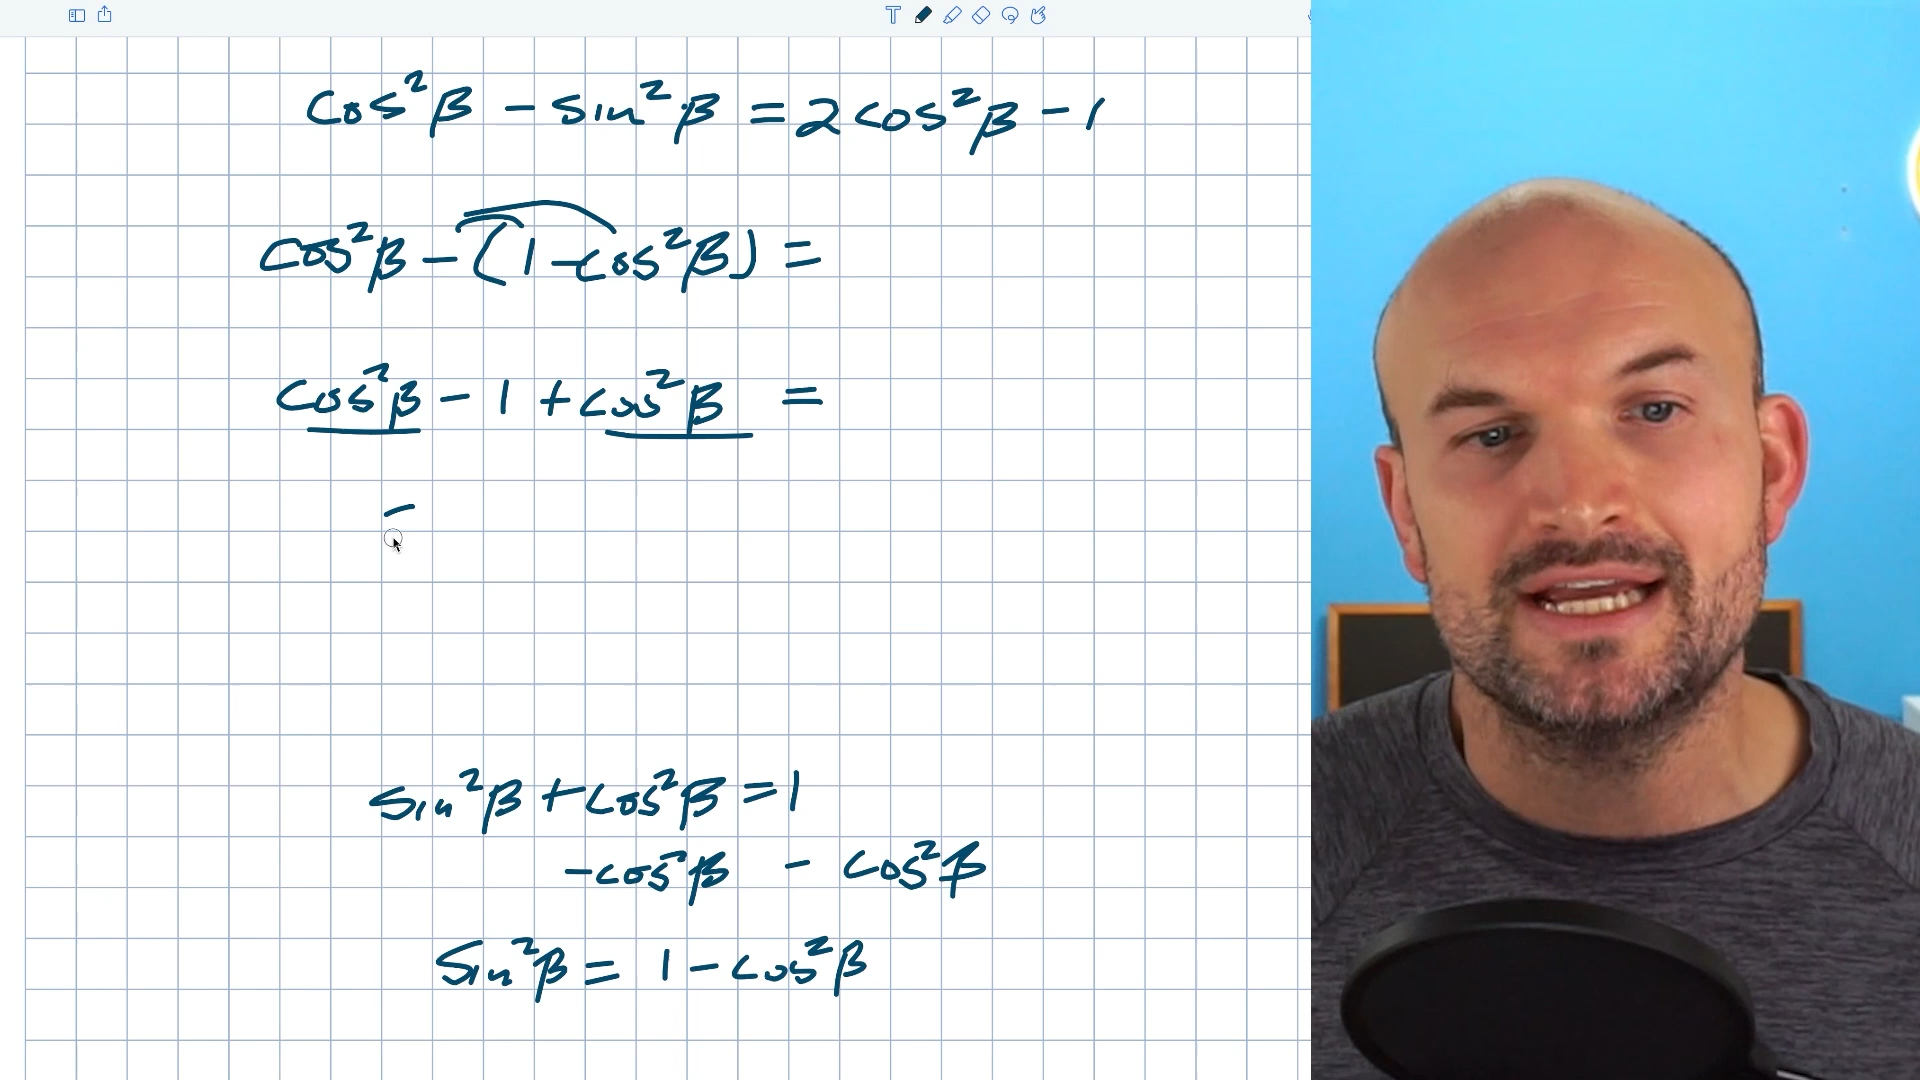 cos²β - sin²β = 2cos²β - 1
cos²β - (1 - cos²β) =
cos²β - 1 + cos²β =
sin²β + cos²β = 1
-cos²β - cos²β
sin²β = 1 - cos²β